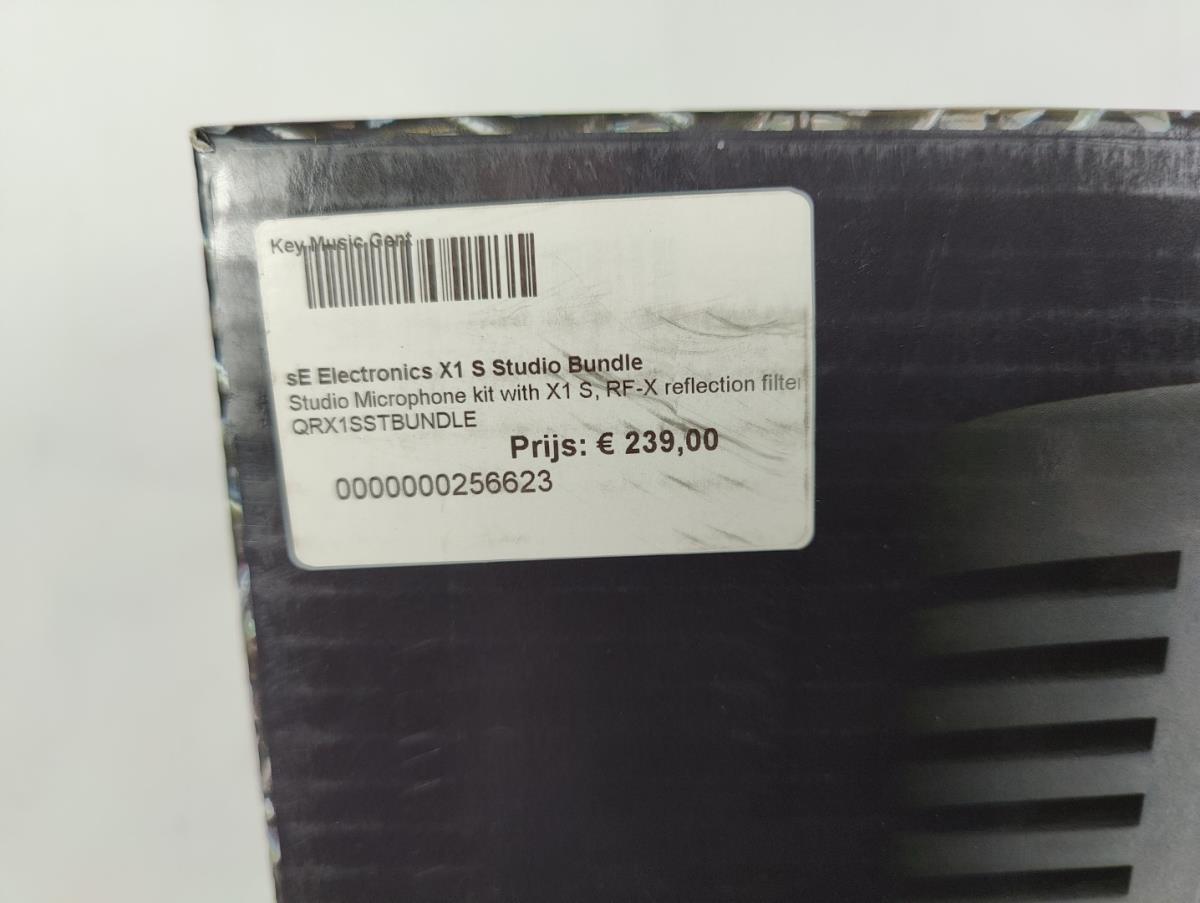 Key Music Gent
sE Electronics X1 S Studio Bundle
Studio Microphone kit with X1 S, RF-X reflection filter
QRX1SSTBUNDLE
Prijs: € 239,00
0000000256623